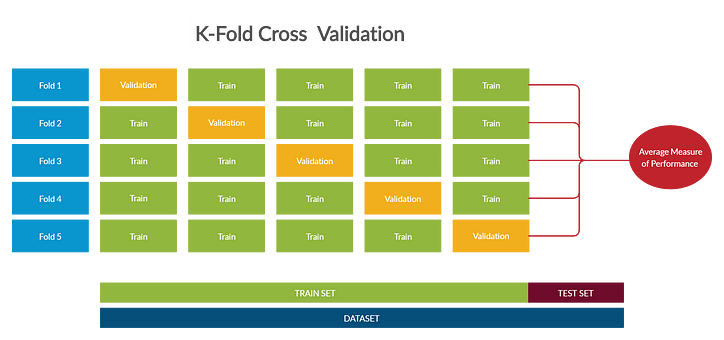 K-Fold Cross Validation
Fold 1 Validation Train Train Train Train
Fold 2 Train Validation Train Train Train
Fold 3 Train Train Validation Train Train
Fold 4 Train Train Train Validation Train
Fold 5 Train Train Train Train Validation
Average Measure
of Performance
TRAIN SET TEST SET
DATASET